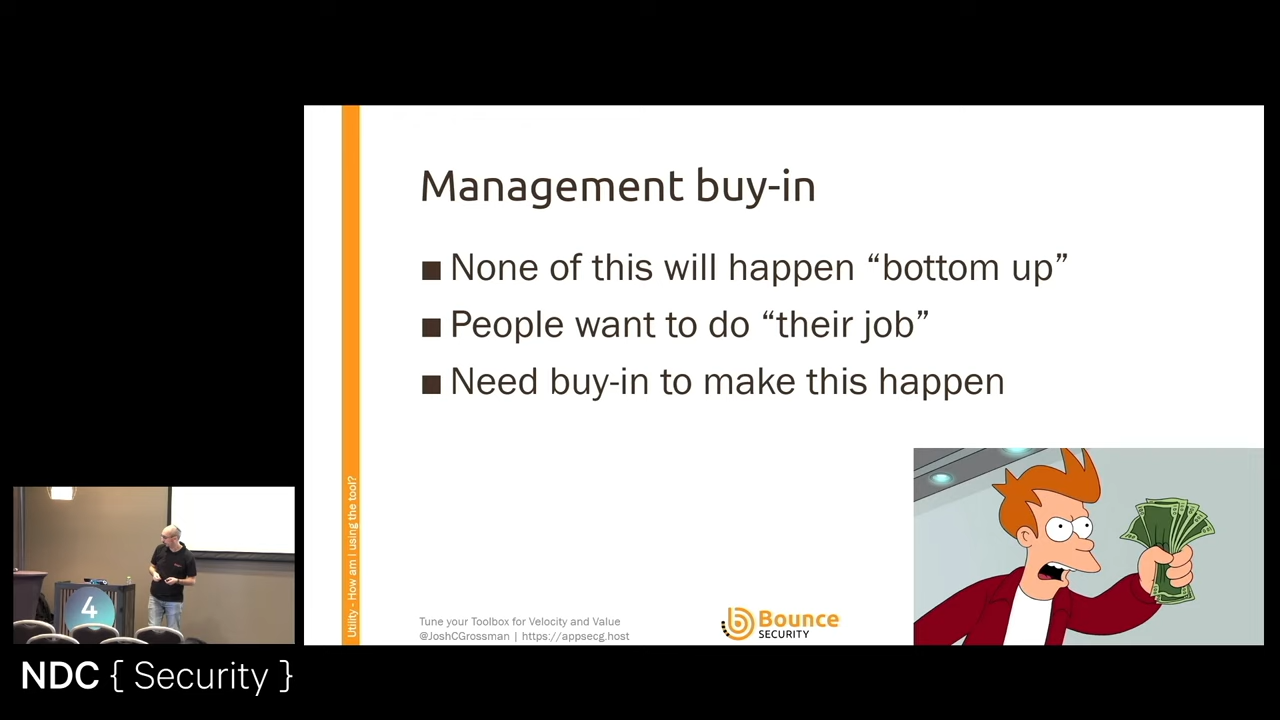 Management buy-in
■ None of this will happen “bottom up”
■ People want to do “their job”
■ Need buy-in to make this happen
Utility - How am I using the tool?
Tune your Toolbox for Velocity and Value
@JoshCGrossman | https://appsecg.host
Bounce
SECURITY
4
NDC { Security }